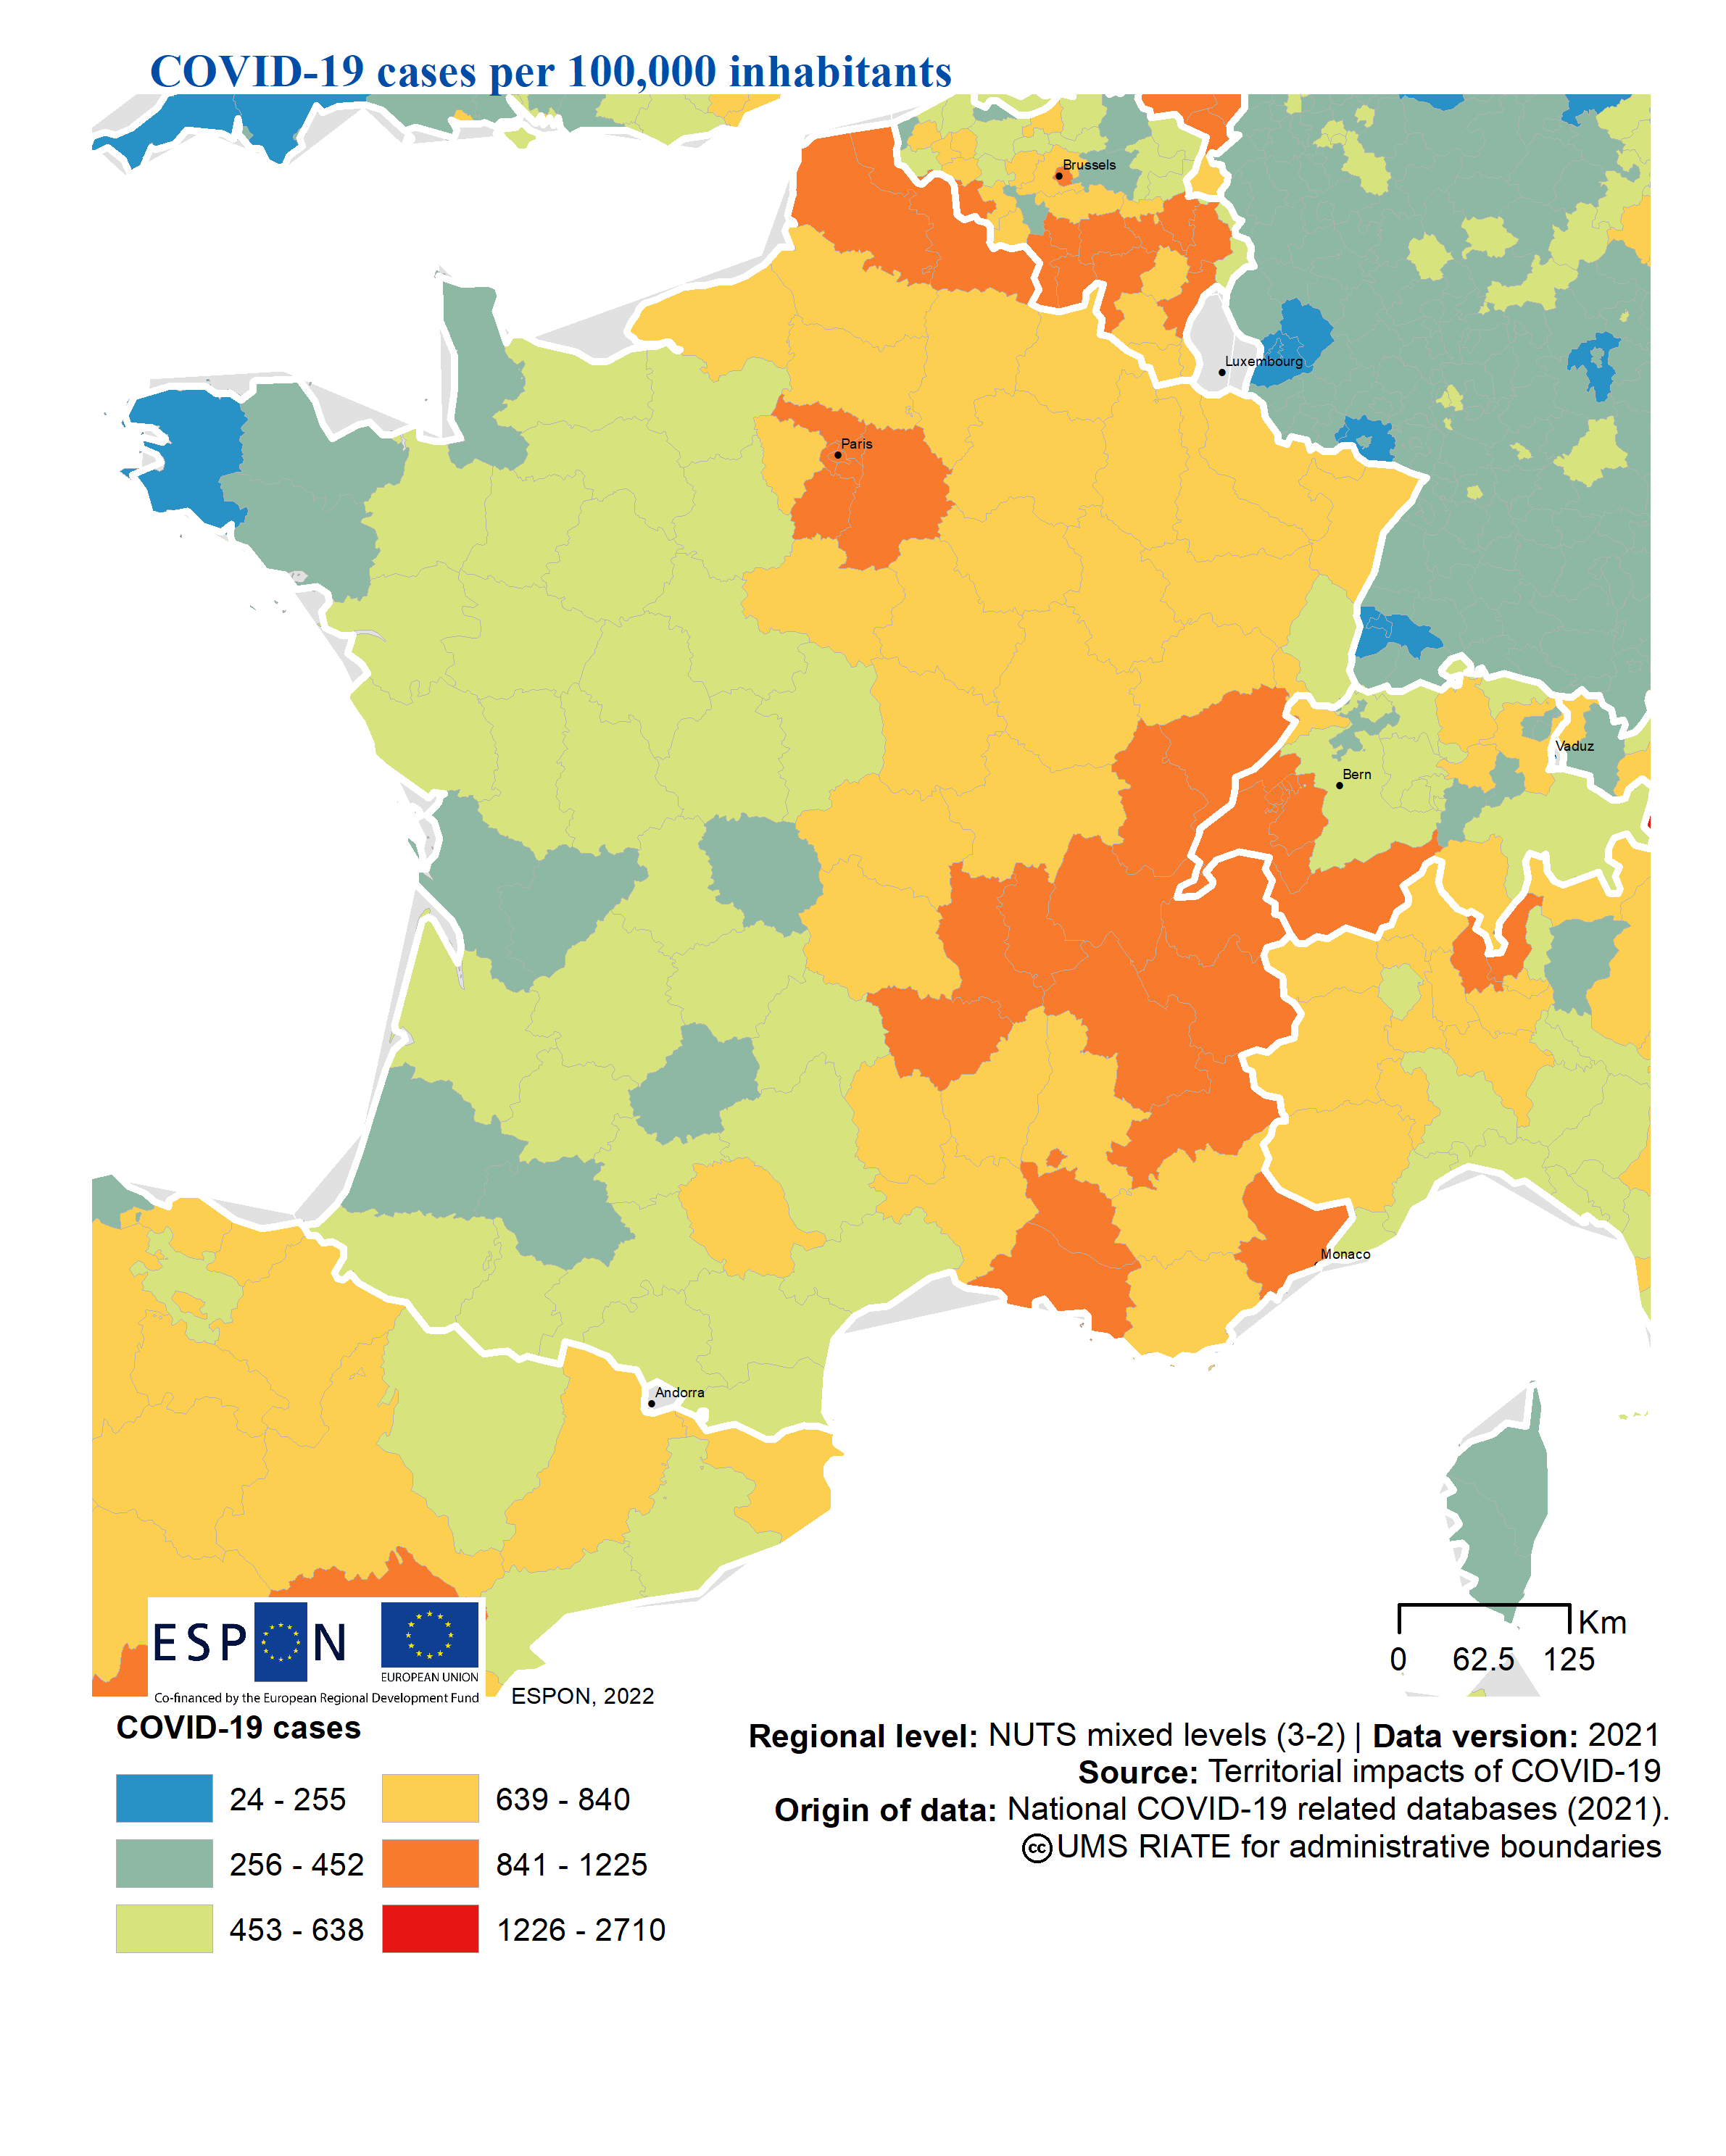 COVID-19 cases per 100,000 inhabitants
Brussels
Luxembourg
Paris
Vaduz
Bern
Monaco
Andorra
ESPON
EUROPEAN UNION
Co-financed by the European Regional Development Fund
ESPON, 2022
Km
0 62.5 125
COVID-19 cases
24 - 255
256 - 452
453 - 638
639 - 840
841 - 1225
1226 - 2710
Regional level: NUTS mixed levels (3-2) | Data version: 2021
Source: Territorial impacts of COVID-19
Origin of data: National COVID-19 related databases (2021).
cc UMS RIATE for administrative boundaries